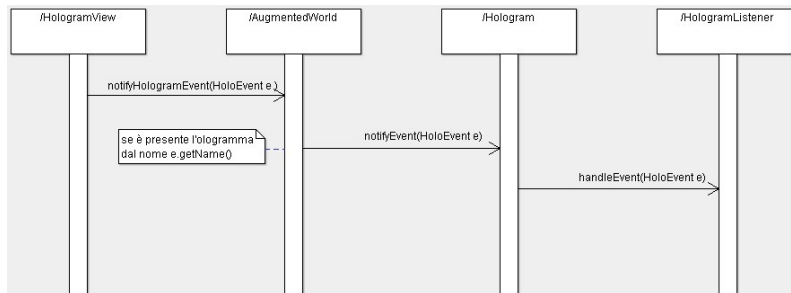 /HologramView
/AugmentedWorld
/Hologram
/HologramListener
notifyHologramEvent(HoloEvent e )
se è presente l'ologramma
dal nome e.getName()
notifyEvent(HoloEvent e)
handleEvent(HoloEvent e)